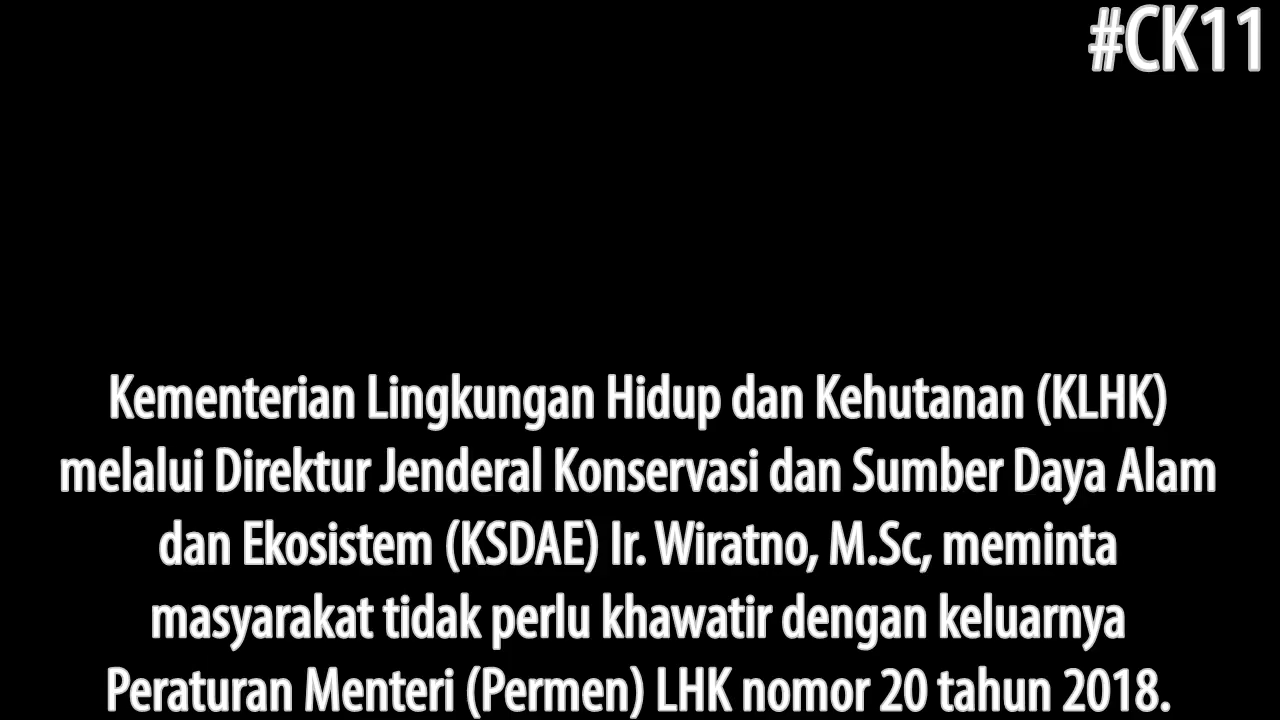 #CK11
Kementerian Lingkungan Hidup dan Kehutanan (KLHK)
melalui Direktur Jenderal Konservasi dan Sumber Daya Alam
dan Ekosistem (KSDAE) Ir. Wiratno, M.Sc, meminta
masyarakat tidak perlu khawatir dengan keluarnya
Peraturan Menteri (Permen) LHK nomor 20 tahun 2018.